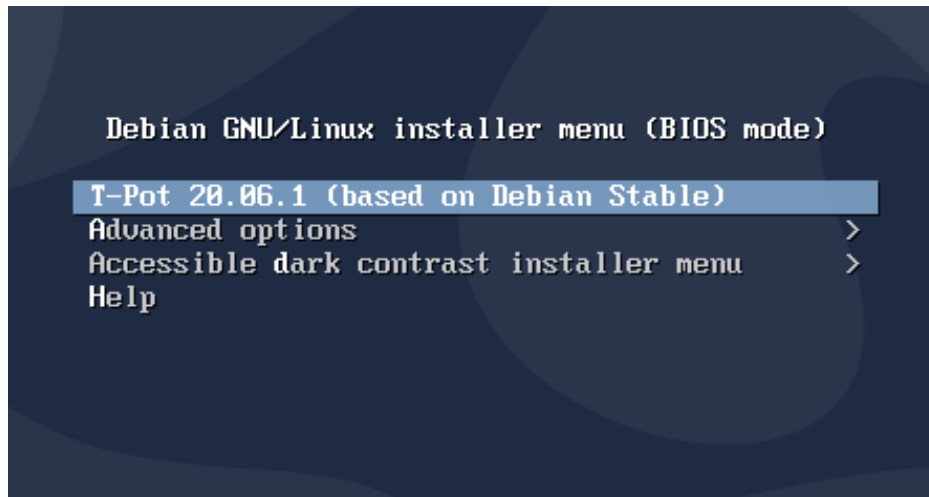 Debian GNU/Linux installer menu (BIOS mode)
T-Pot 20.06.1 (based on Debian Stable)
Advanced options >
Accessible dark contrast installer menu >
Help